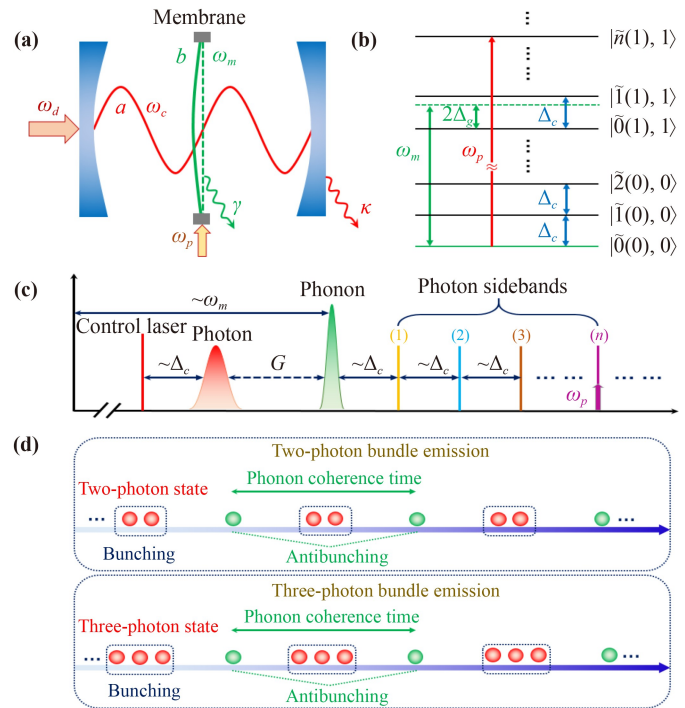 (a)
Membrane
b
ω_m
ω_d
a
ω_c
γ
κ
ω_p
(b)
|ñ(1), 1⟩
|1̃(1), 1⟩
2Δ_g
Δ_c
|0̃(1), 1⟩
ω_m
ω_p
≈
|2̃(0), 0⟩
Δ_c
|1̃(0), 0⟩
Δ_c
|0̃(0), 0⟩
(c)
~ω_m
Phonon
Photon sidebands
Control laser
Photon
(1)
(2)
(3)
(n)
~Δ_c
G
~Δ_c
~Δ_c
~Δ_c
ω_p
(d)
Two-photon bundle emission
Phonon coherence time
Two-photon state
Bunching
Antibunching
Three-photon bundle emission
Phonon coherence time
Three-photon state
Bunching
Antibunching